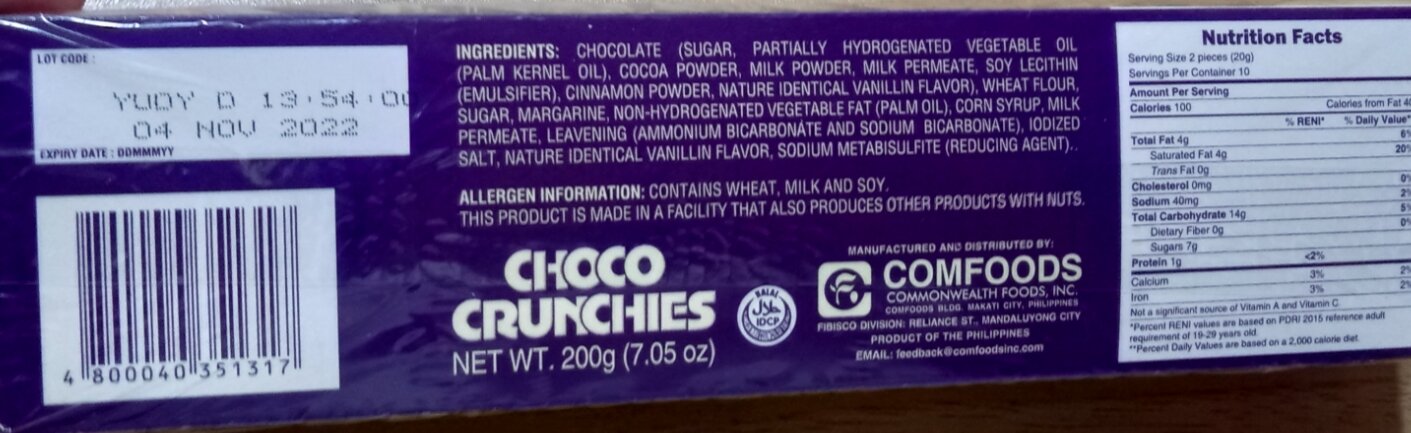 LOT CODE :
YUOY D 13:54:0
04 NOV 2022
EXPIRY DATE : DDMMMYY
4 800040 351317
INGREDIENTS: CHOCOLATE (SUGAR, PARTIALLY HYDROGENATED VEGETABLE OIL
(PALM KERNEL OIL), COCOA POWDER, MILK POWDER, MILK PERMEATE, SOY LECITHIN
(EMULSIFIER), CINNAMON POWDER, NATURE IDENTICAL VANILLIN FLAVOR), WHEAT FLOUR,
SUGAR, MARGARINE, NON-HYDROGENATED VEGETABLE FAT (PALM OIL), CORN SYRUP, MILK
PERMEATE, LEAVENING (AMMONIUM BICARBONATE AND SODIUM BICARBONATE), IODIZED
SALT, NATURE IDENTICAL VANILLIN FLAVOR, SODIUM METABISULFITE (REDUCING AGENT)..
ALLERGEN INFORMATION: CONTAINS WHEAT, MILK AND SOY.
THIS PRODUCT IS MADE IN A FACILITY THAT ALSO PRODUCES OTHER PRODUCTS WITH NUTS.
CHOCO
CRUNCHIES
NET WT. 200g (7.05 oz)
HALAL
حلال
IDCP
MANUFACTURED AND DISTRIBUTED BY:
COMFOODS
COMMONWEALTH FOODS, INC.
COMFOODS BLDG. MAKATI CITY, PHILIPPINES
FIBISCO DIVISION: RELIANCE ST., MANDALUYONG CITY
PRODUCT OF THE PHILIPPINES
EMAIL: feedback@comfoodsinc.com
Nutrition Facts
Serving Size 2 pieces (20g)
Servings Per Container 10
Amount Per Serving
Calories 100 Calories from Fat 40
% RENI* % Daily Value*
Total Fat 4g 6%
Saturated Fat 4g 20%
Trans Fat 0g
Cholesterol 0mg 0%
Sodium 40mg 2%
Total Carbohydrate 14g 5%
Dietary Fiber 0g 0%
Sugars 7g
Protein 1g <2%
Calcium 3% 2%
Iron 3% 2%
Not a significant source of Vitamin A and Vitamin C.
*Percent RENI values are based on PDRI 2015 reference adult
requirement of 19-29 years old.
**Percent Daily Values are based on a 2,000 calorie diet.